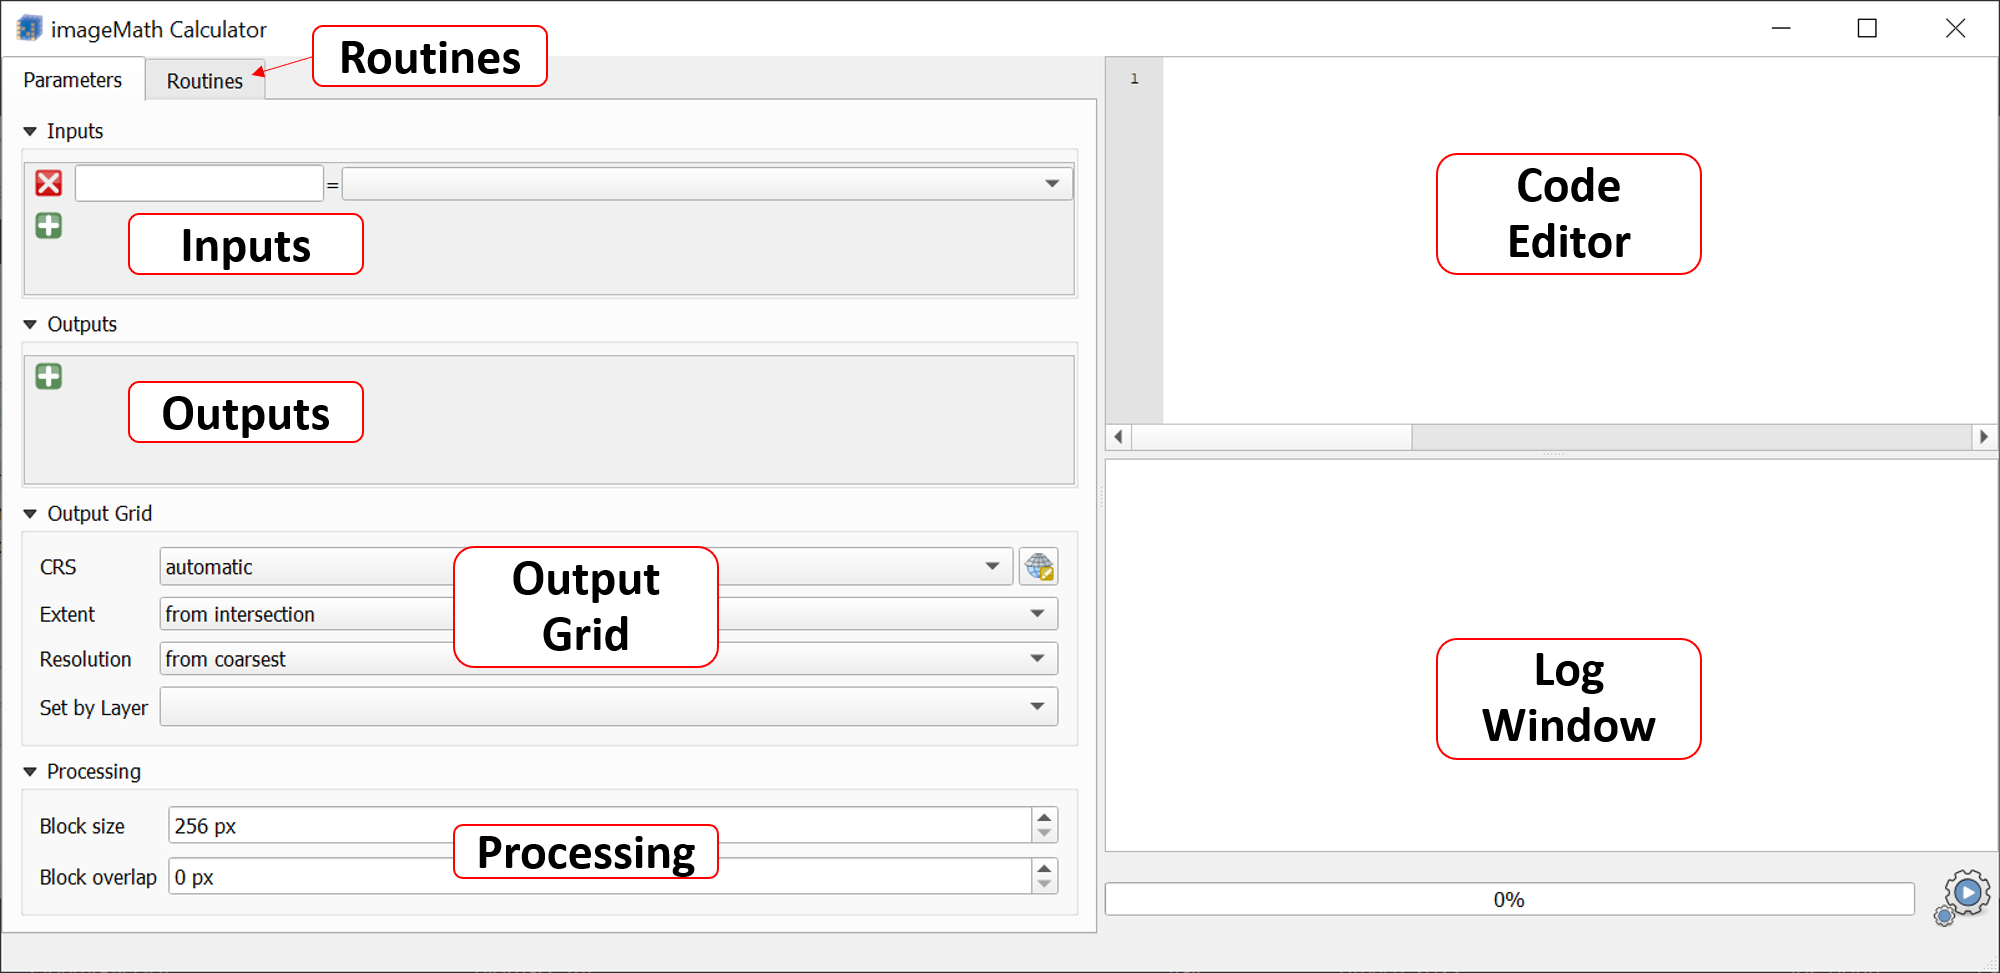 imageMath Calculator
Routines
Parameters
Routines
Inputs
=
Inputs
Outputs
Outputs
Output Grid
CRS
automatic
Extent
from intersection
Resolution
from coarsest
Set by Layer
Output
Grid
Processing
Block size
256 px
Block overlap
0 px
Processing
1
Code
Editor
Log
Window
0%